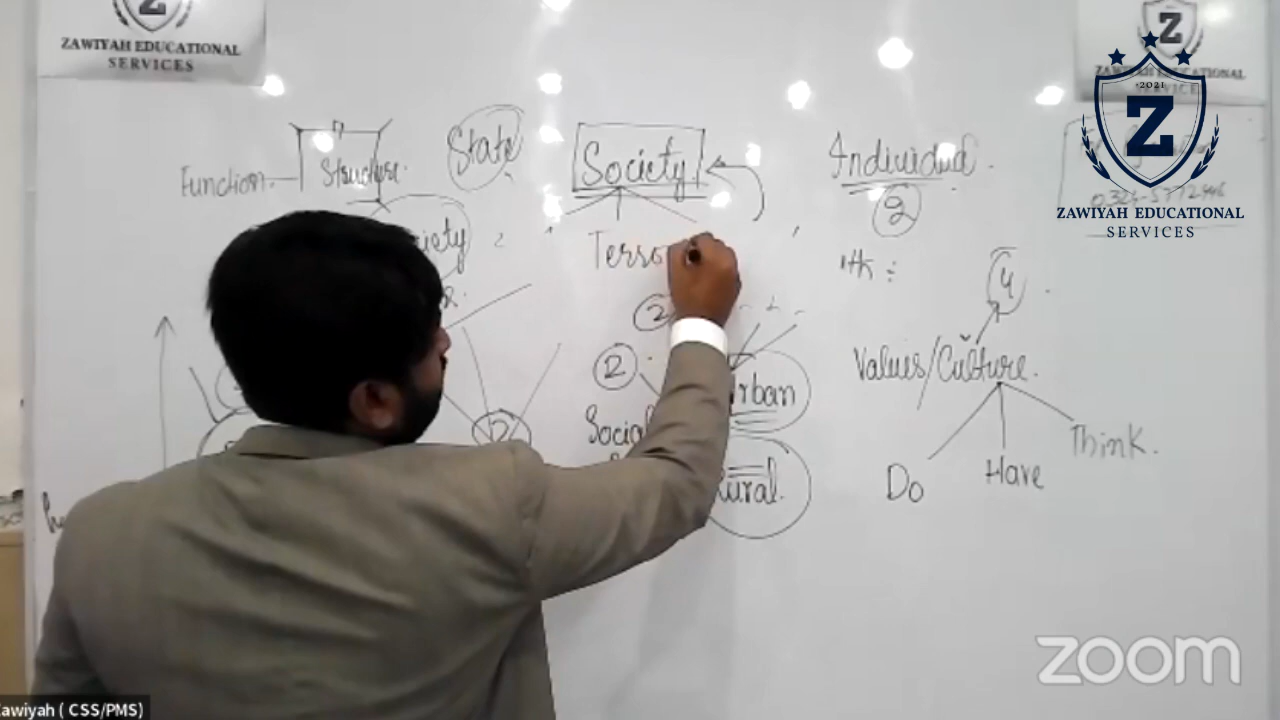 Z
ZAWIYAH EDUCATIONAL
SERVICES
2021
Z
ZAWIYAH EDUCATIONAL
SERVICES
Function.
Structure.
State
Society
Individual.
2
Terso
2
2
Social
Urban
Rural.
4
Values/Culture.
Do
Have
Think.
zoom
Zawiyah ( CSS/PMS)